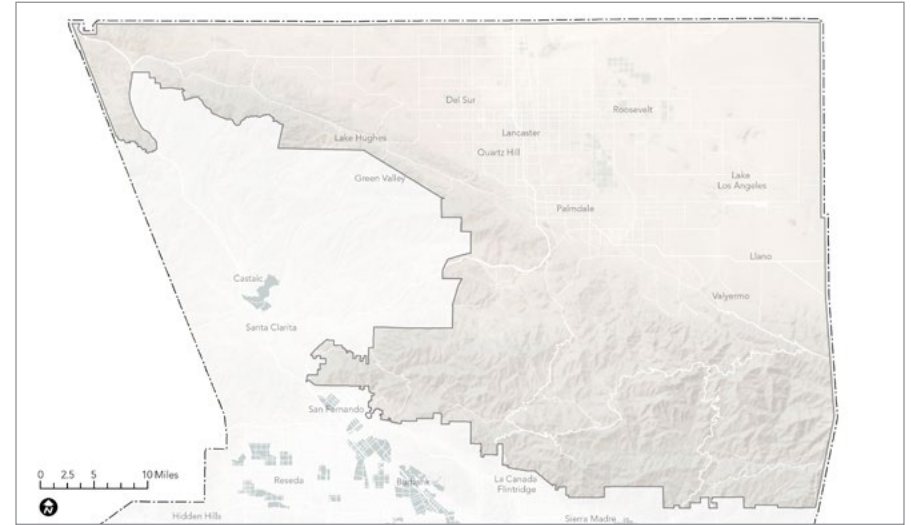 Del Sur
Roosevelt
Lancaster
Lake Hughes
Quartz Hill
Green Valley
Lake
Los Angeles
Palmdale
Llano
Castaic
Valyermo
Santa Clarita
San Fernando
0 2.5 5 10 Miles
Reseda
Burbank
La Canada
Flintridge
N
Hidden Hills
Sierra Madre